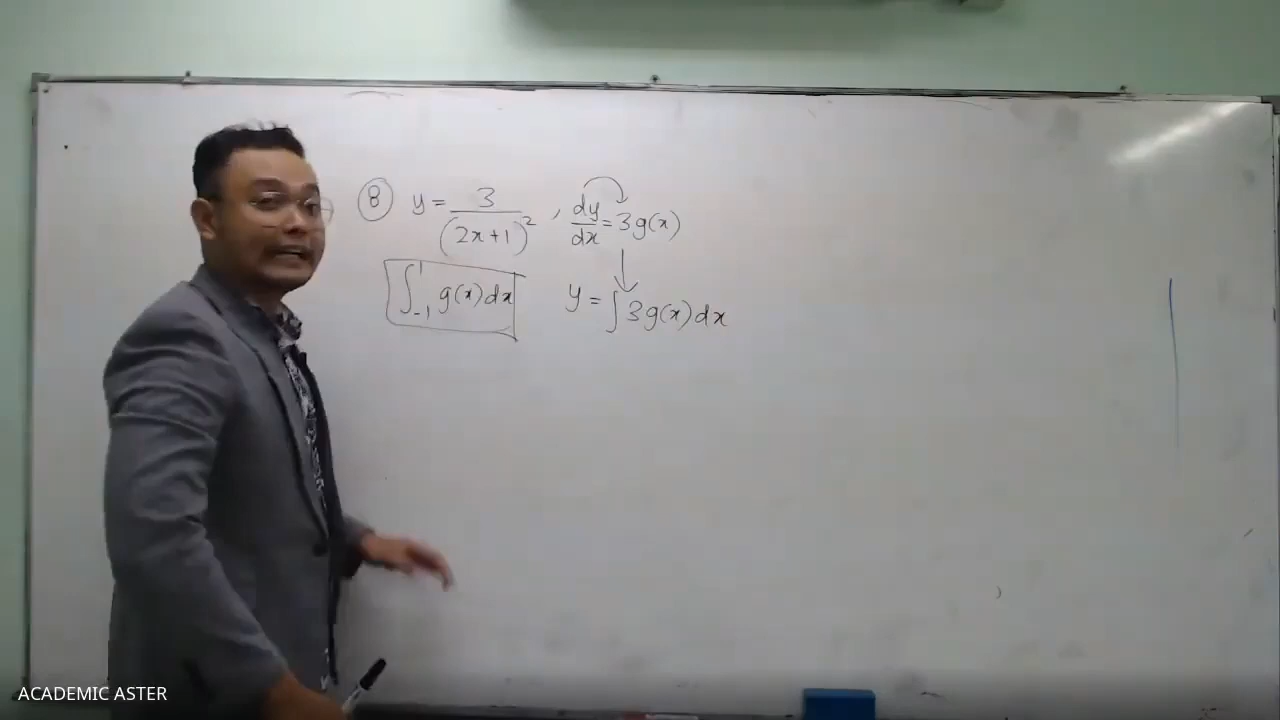 ⑧ y = 3/(2x+1)² , dy/dx = 3g(x)
∫₋₁¹ g(x)dx y = ∫3g(x)dx
ACADEMIC ASTER